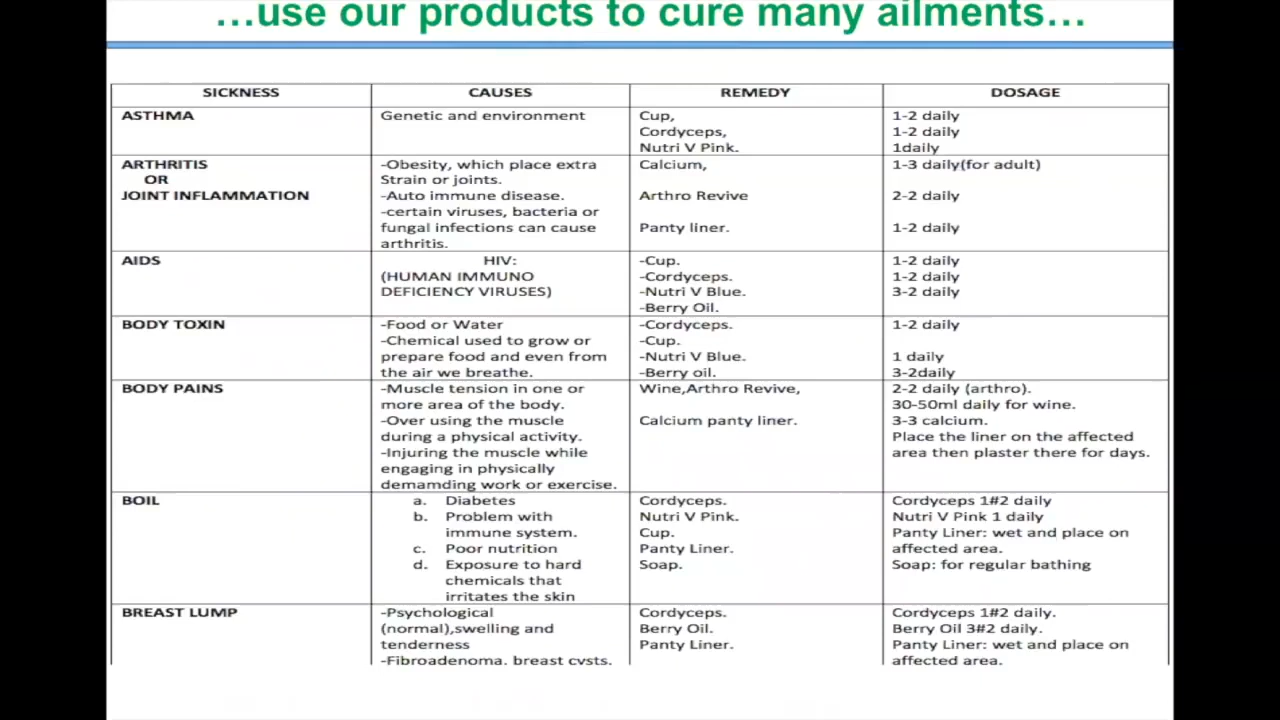 ...use our products to cure many ailments...
SICKNESS CAUSES REMEDY DOSAGE
ASTHMA Genetic and environment Cup, 1-2 daily
Cordyceps, 1-2 daily
Nutri V Pink. 1daily
ARTHRITIS -Obesity, which place extra Calcium, 1-3 daily(for adult)
OR Strain or joints.
JOINT INFLAMMATION -Auto immune disease. Arthro Revive 2-2 daily
-certain viruses, bacteria or
fungal infections can cause Panty liner. 1-2 daily
arthritis.
AIDS HIV: -Cup. 1-2 daily
(HUMAN IMMUNO -Cordyceps. 1-2 daily
DEFICIENCY VIRUSES) -Nutri V Blue. 3-2 daily
-Berry Oil.
BODY TOXIN -Food or Water -Cordyceps. 1-2 daily
-Chemical used to grow or -Cup.
prepare food and even from -Nutri V Blue. 1 daily
the air we breathe. -Berry oil. 3-2daily
BODY PAINS -Muscle tension in one or Wine,Arthro Revive, 2-2 daily (arthro).
more area of the body. 30-50ml daily for wine.
-Over using the muscle Calcium panty liner. 3-3 calcium.
during a physical activity. Place the liner on the affected
-Injuring the muscle while area then plaster there for days.
engaging in physically
demamding work or exercise.
BOIL a. Diabetes Cordyceps. Cordyceps 1#2 daily
b. Problem with Nutri V Pink. Nutri V Pink 1 daily
immune system. Cup. Panty Liner: wet and place on
c. Poor nutrition Panty Liner. affected area.
d. Exposure to hard Soap. Soap: for regular bathing
chemicals that
irritates the skin
BREAST LUMP -Psychological Cordyceps. Cordyceps 1#2 daily.
(normal),swelling and Berry Oil. Berry Oil 3#2 daily.
tenderness Panty Liner. Panty Liner: wet and place on
-Fibroadenoma, breast cysts. affected area.